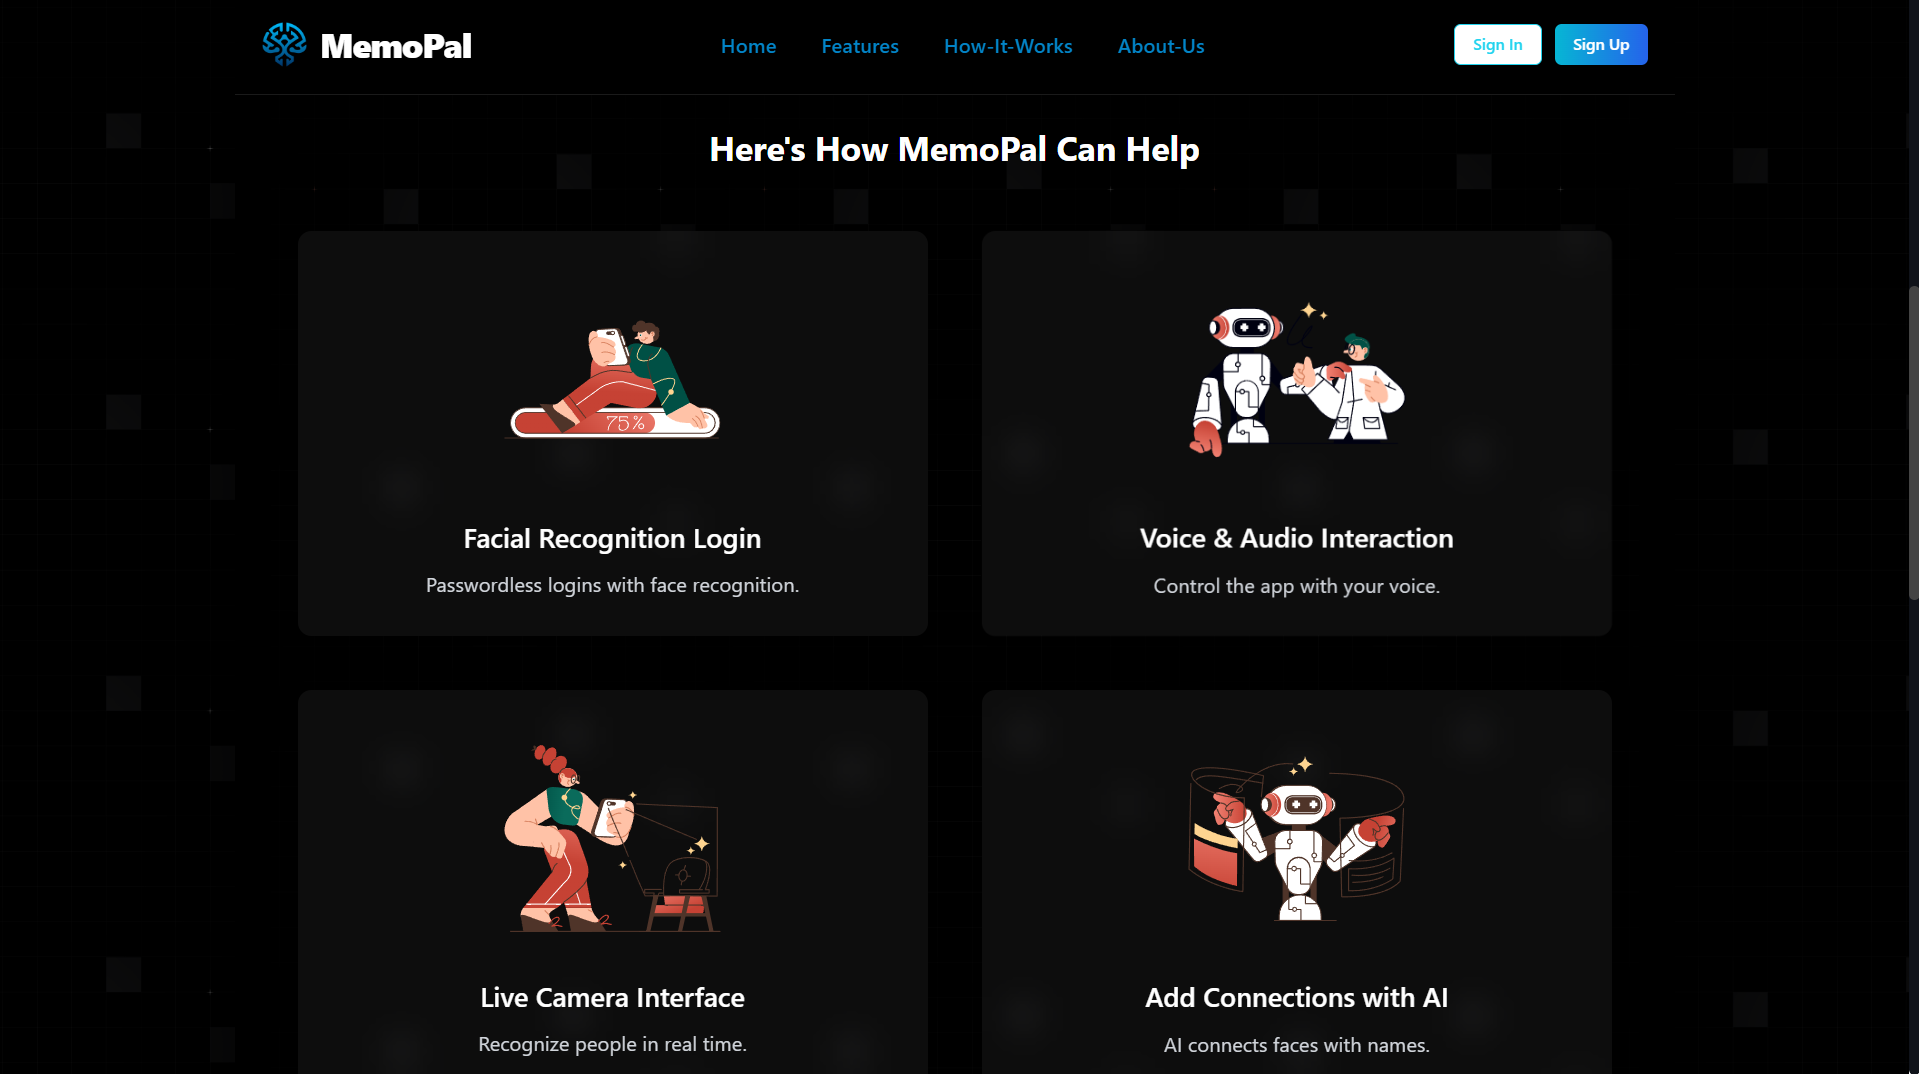 MemoPal
Home
Features
How-It-Works
About-Us
Sign In
Sign Up
Here's How MemoPal Can Help
75%
Facial Recognition Login
Passwordless logins with face recognition.
Voice & Audio Interaction
Control the app with your voice.
Live Camera Interface
Recognize people in real time.
Add Connections with AI
AI connects faces with names.